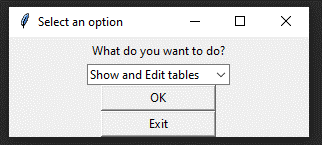 Select an option
What do you want to do?
Show and Edit tables
OK
Exit